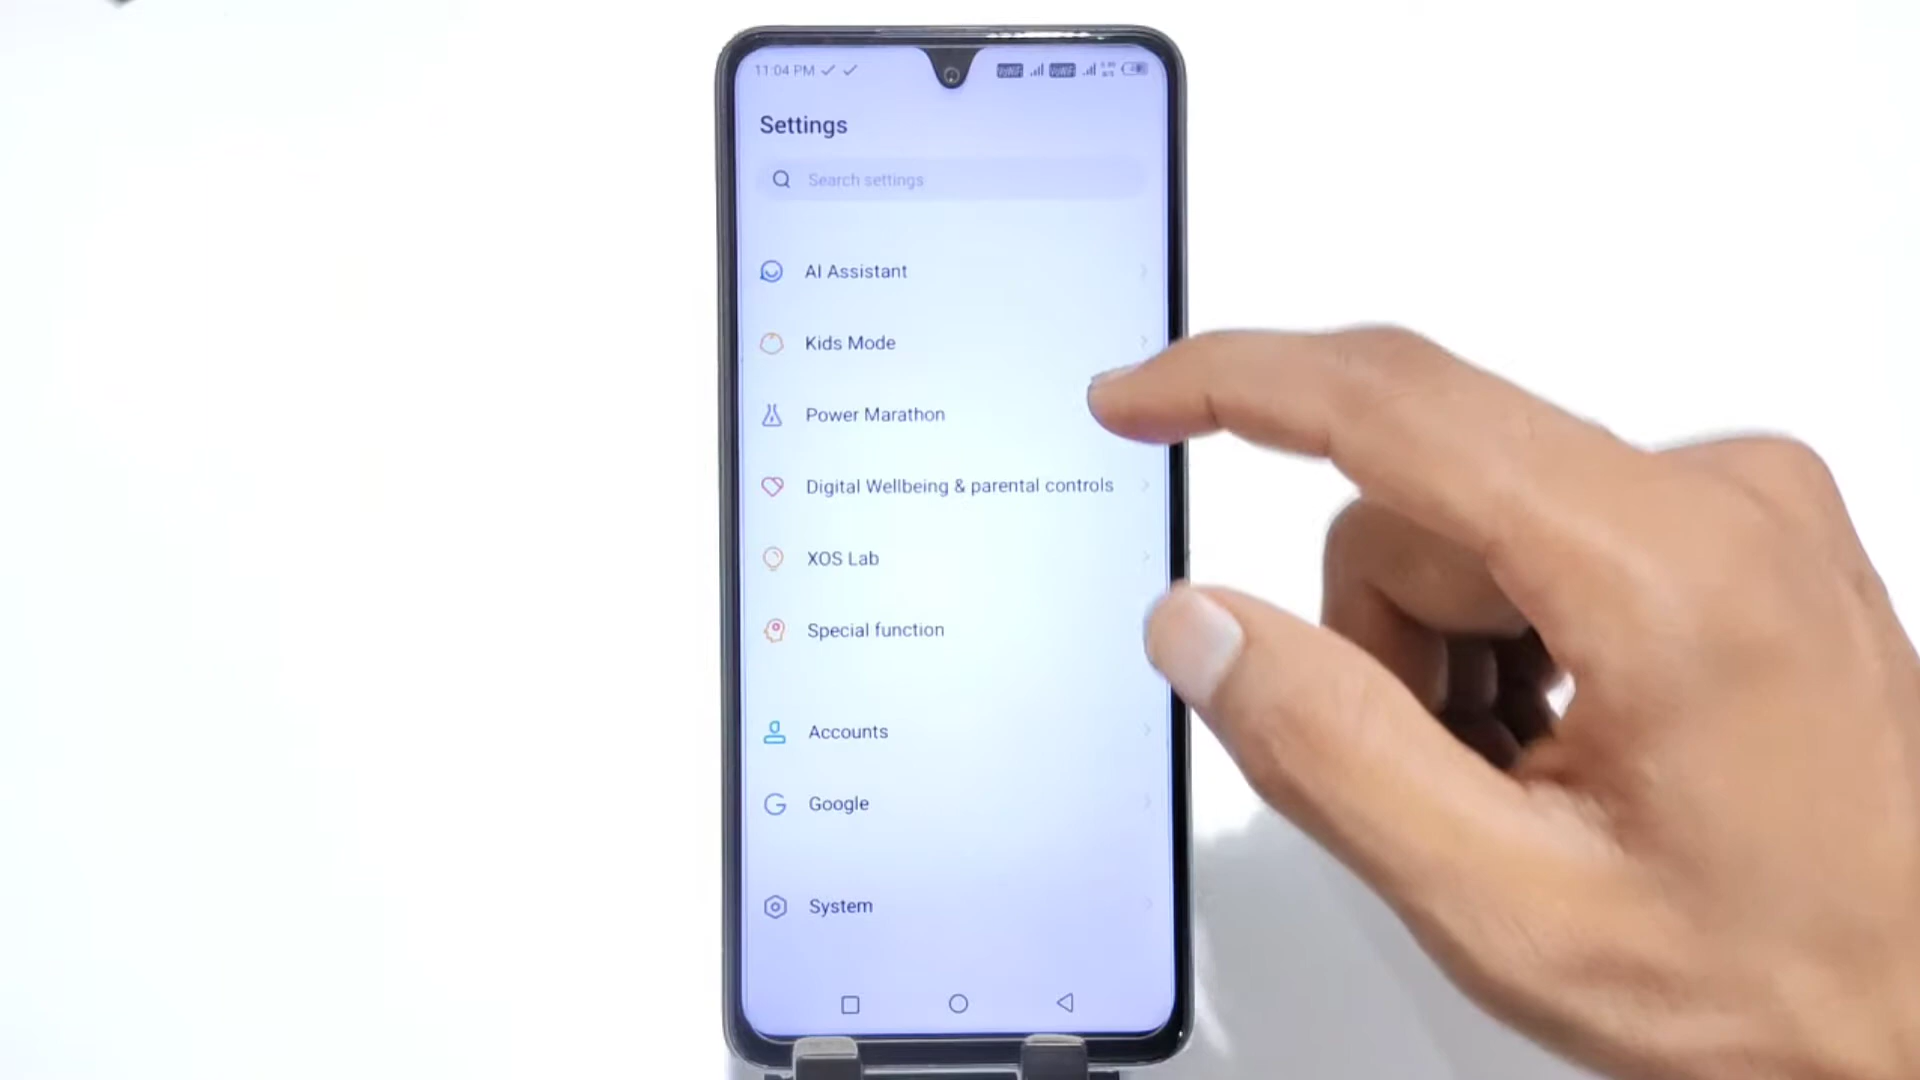 11:04 PM
Settings
Search settings
AI Assistant
Kids Mode
Power Marathon
Digital Wellbeing & parental controls
XOS Lab
Special function
Accounts
Google
System